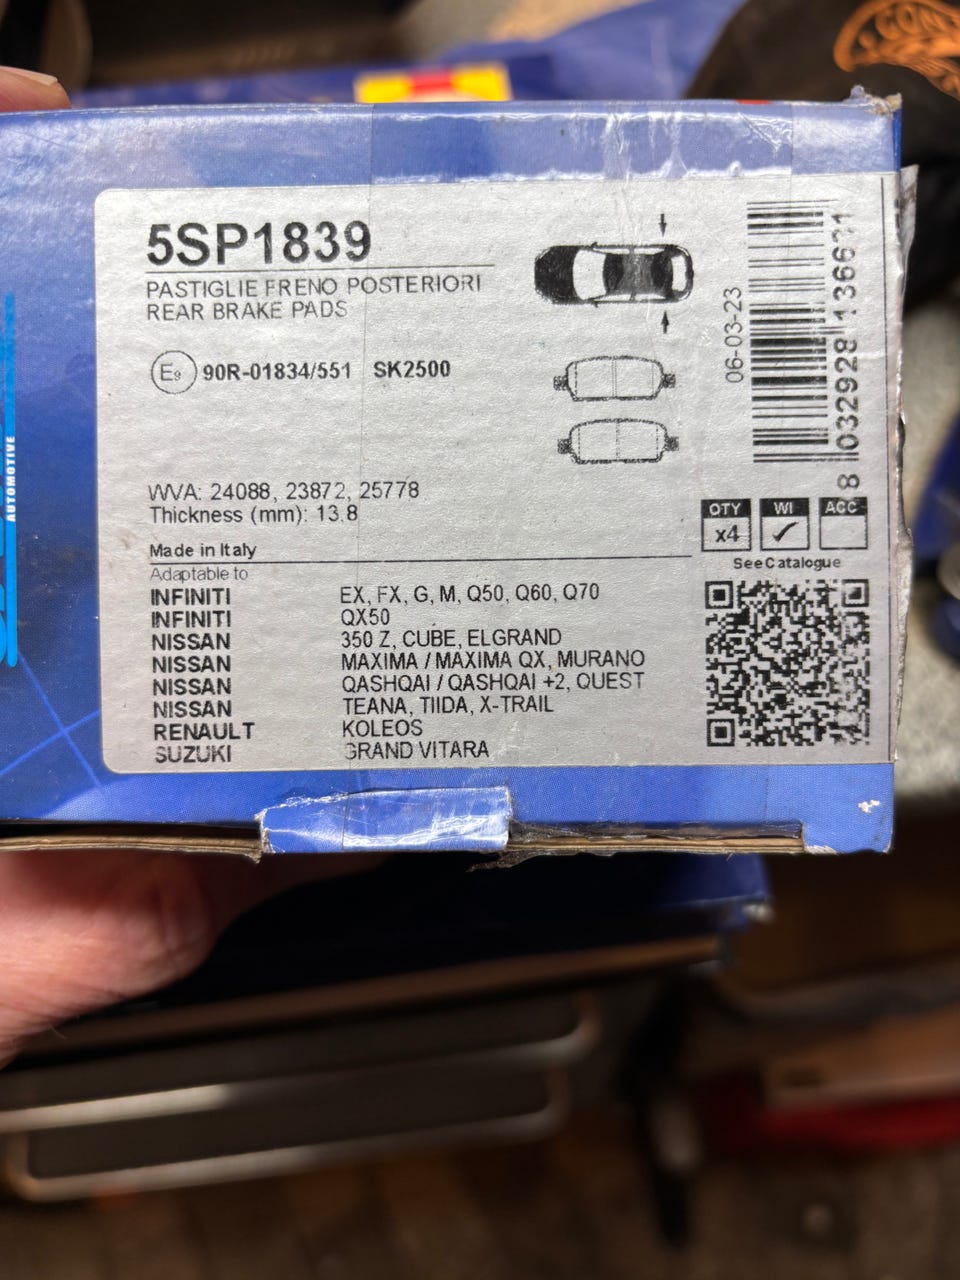 5SP1839
PASTIGLIE FRENO POSTERIORI
REAR BRAKE PADS
E9 90R-01834/551 SK2500
WVA: 24088, 23872, 25778
Thickness (mm): 13.8
Made in Italy
Adaptable to
INFINITI EX, FX, G, M, Q50, Q60, Q70
INFINITI QX50
NISSAN 350 Z, CUBE, ELGRAND
NISSAN MAXIMA / MAXIMA QX, MURANO
NISSAN QASHQAI / QASHQAI +2, QUEST
NISSAN TEANA, TIIDA, X-TRAIL
RENAULT KOLEOS
SUZUKI GRAND VITARA
06-03-23
QTY WI ACC
x4 ✓
See Catalogue
AUTOMOTIVE